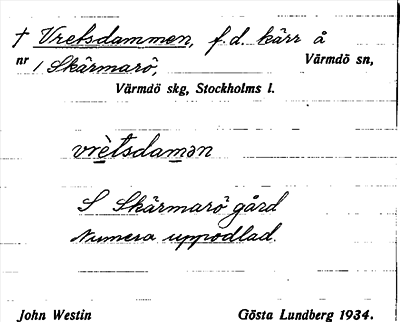 † Vretsdammen, f.d. kärr å
nr 1 Skärmarö, Värmdö sn,
Värmdö skg, Stockholms l.
vrètsdamən
S Skärmarö gård
Numera uppodlad.
John Westin Gösta Lundberg 1934.